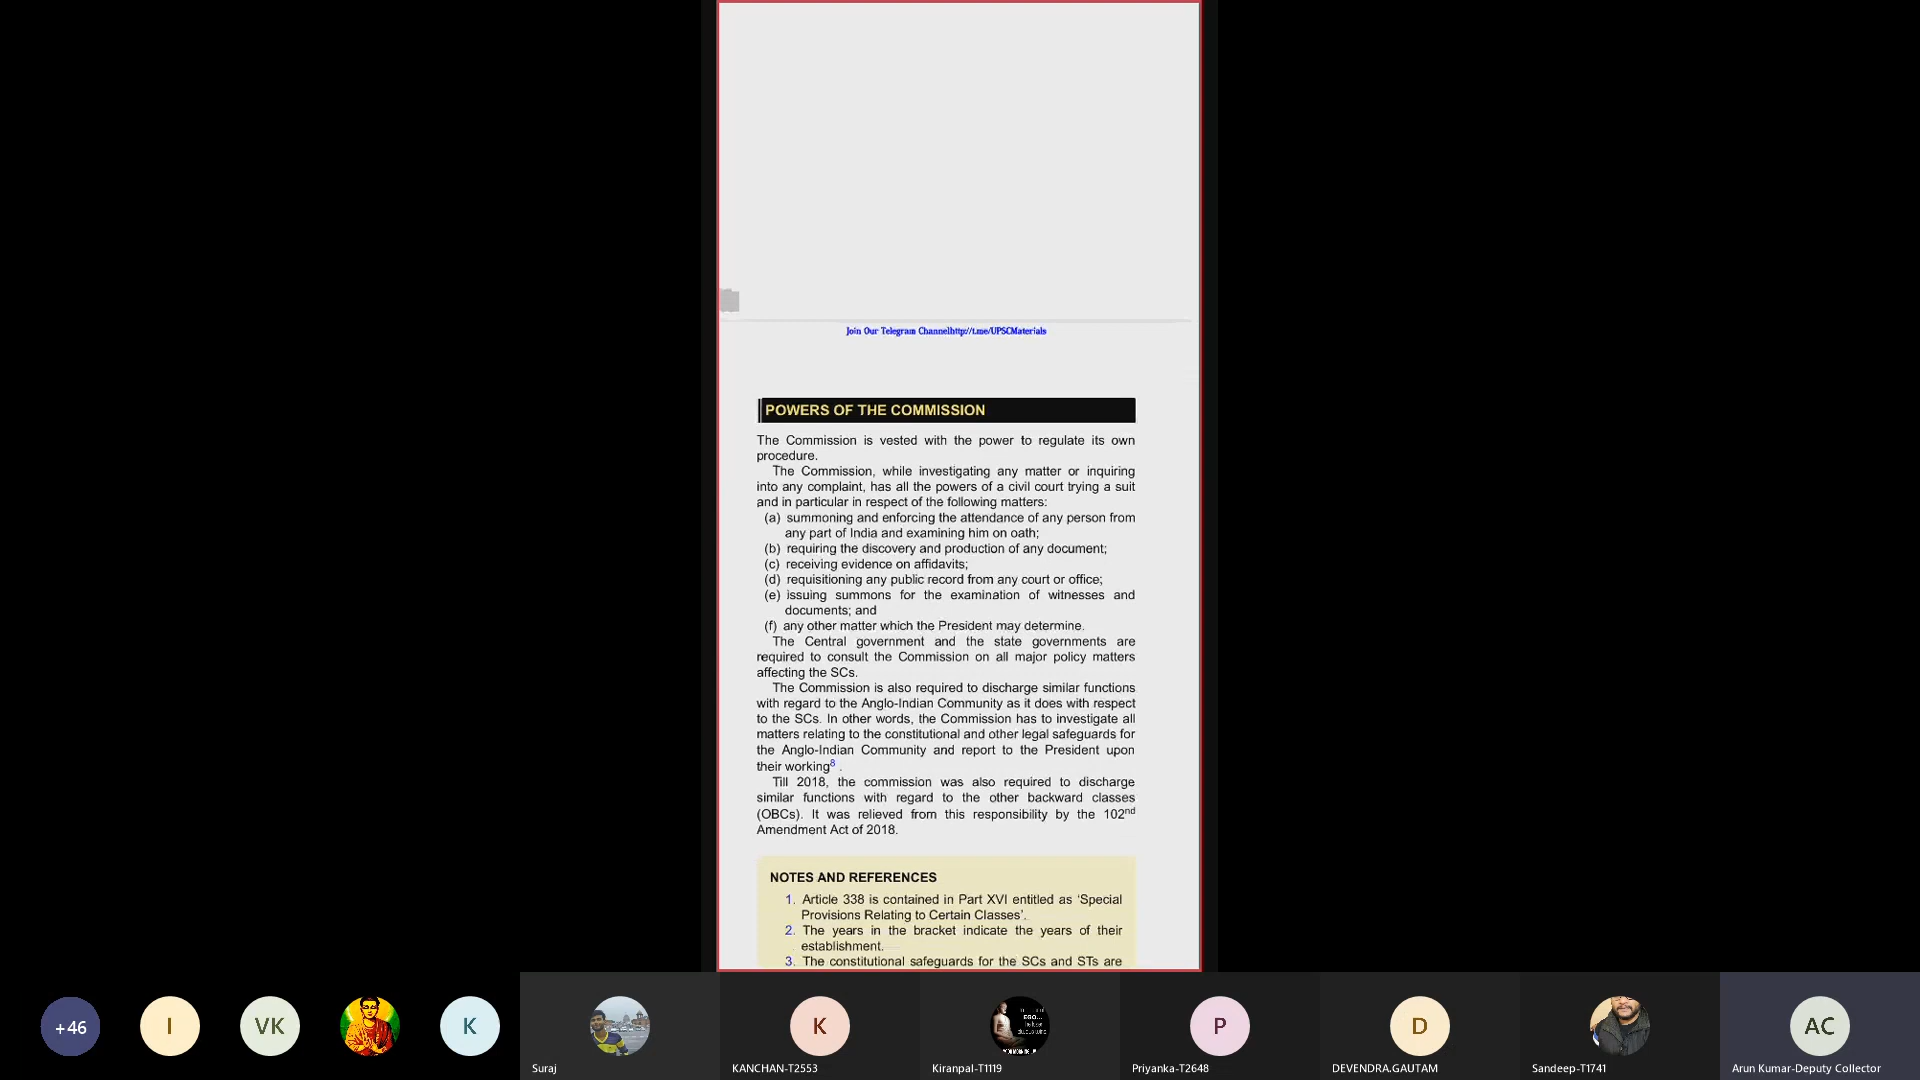 Join Our Telegram Channelhttp://t.me/UPSCMaterials
POWERS OF THE COMMISSION
The Commission is vested with the power to regulate its own
procedure.
The Commission, while investigating any matter or inquiring
into any complaint, has all the powers of a civil court trying a suit
and in particular in respect of the following matters:
(a) summoning and enforcing the attendance of any person from
any part of India and examining him on oath;
(b) requiring the discovery and production of any document;
(c) receiving evidence on affidavits;
(d) requisitioning any public record from any court or office;
(e) issuing summons for the examination of witnesses and
documents; and
(f) any other matter which the President may determine.
The Central government and the state governments are
required to consult the Commission on all major policy matters
affecting the SCs.
The Commission is also required to discharge similar functions
with regard to the Anglo-Indian Community as it does with respect
to the SCs. In other words, the Commission has to investigate all
matters relating to the constitutional and other legal safeguards for
the Anglo-Indian Community and report to the President upon
their working8 .
Till 2018, the commission was also required to discharge
similar functions with regard to the other backward classes
(OBCs). It was relieved from this responsibility by the 102nd
Amendment Act of 2018.
NOTES AND REFERENCES
1. Article 338 is contained in Part XVI entitled as ‘Special
Provisions Relating to Certain Classes’.
2. The years in the bracket indicate the years of their
establishment.
3. The constitutional safeguards for the SCs and STs are
+46
I
VK
K
K
EGO...
P
D
AC
Suraj
KANCHAN-T2553
Kiranpal-T1119
Priyanka-T2648
DEVENDRA.GAUTAM
Sandeep-T1741
Arun Kumar-Deputy Collector